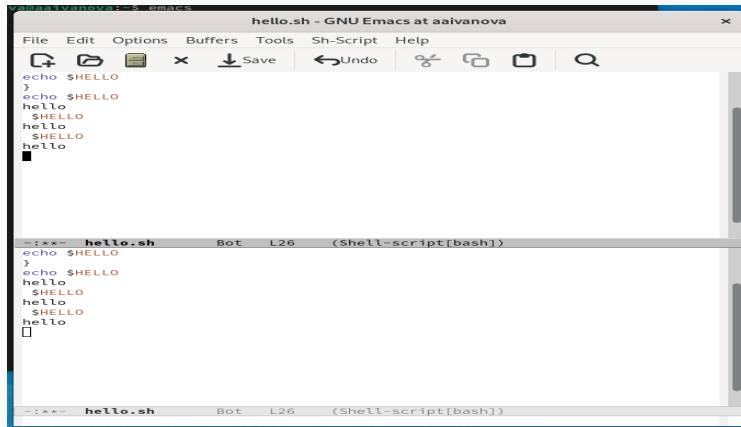 va@aaivanova:~$ emacs
hello.sh - GNU Emacs at aaivanova ×
File Edit Options Buffers Tools Sh-Script Help
Save Undo
echo $HELLO
}
echo $HELLO
hello
$HELLO
hello
$HELLO
hello
-:**- hello.sh Bot L26 (Shell-script[bash])
echo $HELLO
}
echo $HELLO
hello
$HELLO
hello
$HELLO
hello
-:**- hello.sh Bot L26 (Shell-script[bash])